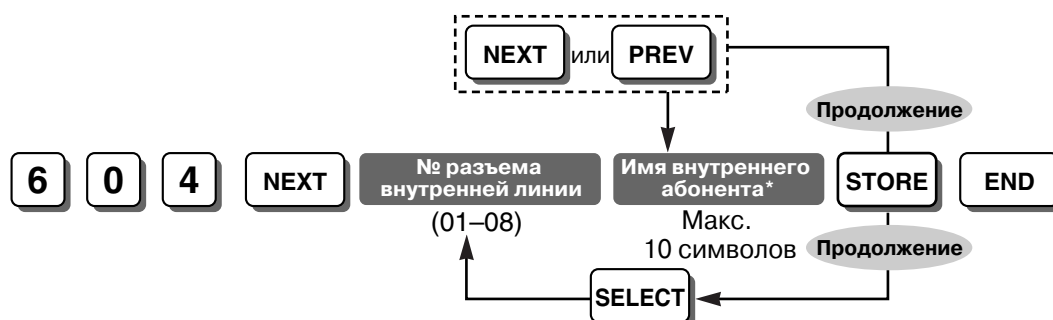 NEXT или PREV
Продолжение
6 0 4 NEXT № разъема внутренней линии Имя внутреннего абонента* STORE END
(01–08)
Макс.
10 символов
Продолжение
SELECT